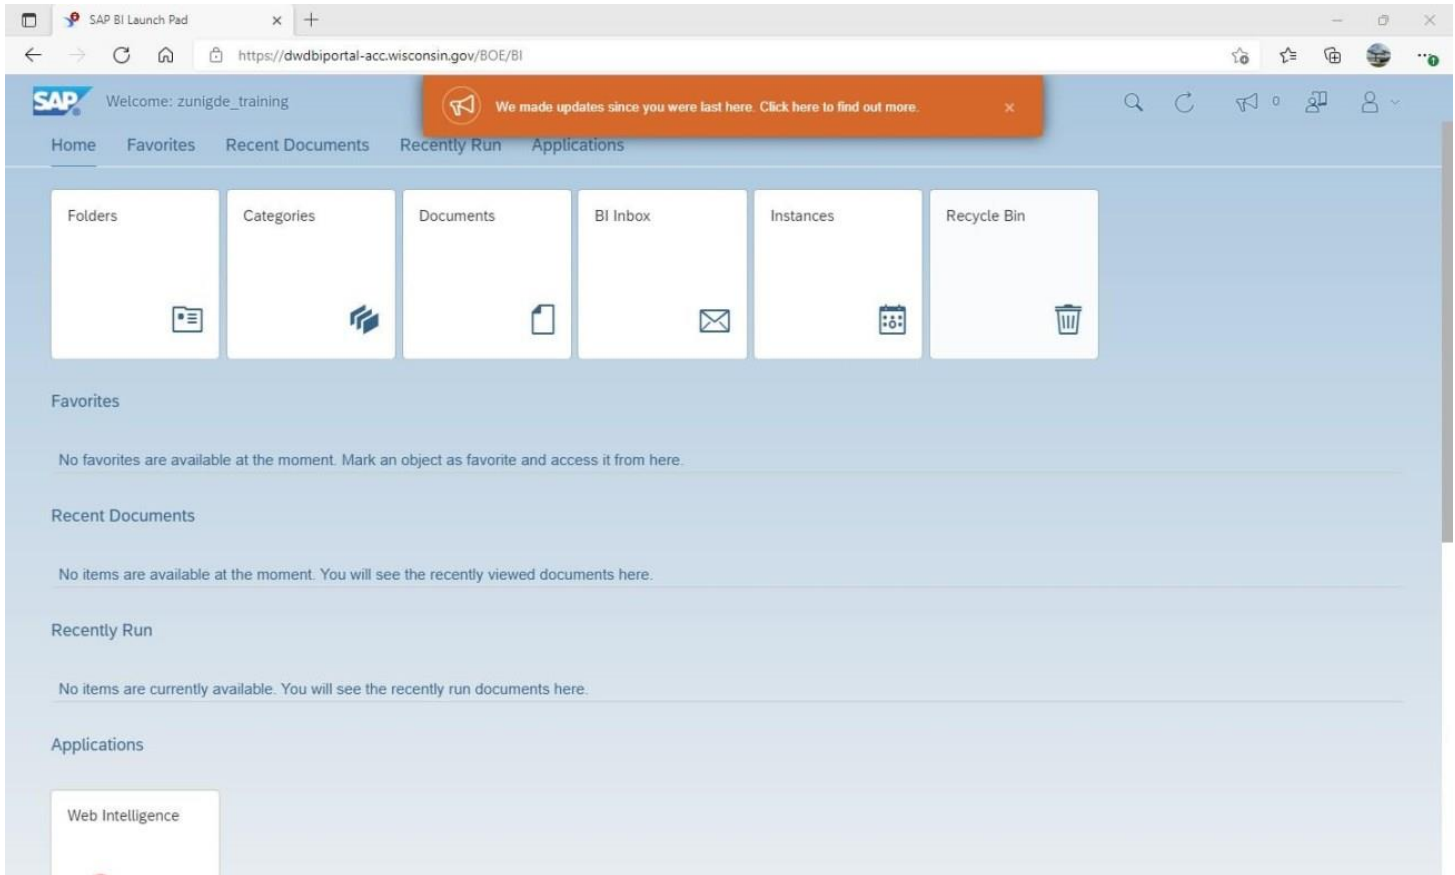 SAP BI Launch Pad
https://dwdbiportal-acc.wisconsin.gov/BOE/BI
SAP Welcome: zunigde_training
We made updates since you were last here. Click here to find out more.
0
Home Favorites Recent Documents Recently Run Applications
Folders Categories Documents BI Inbox Instances Recycle Bin
Favorites
No favorites are available at the moment. Mark an object as favorite and access it from here.
Recent Documents
No items are available at the moment. You will see the recently viewed documents here.
Recently Run
No items are currently available. You will see the recently run documents here.
Applications
Web Intelligence